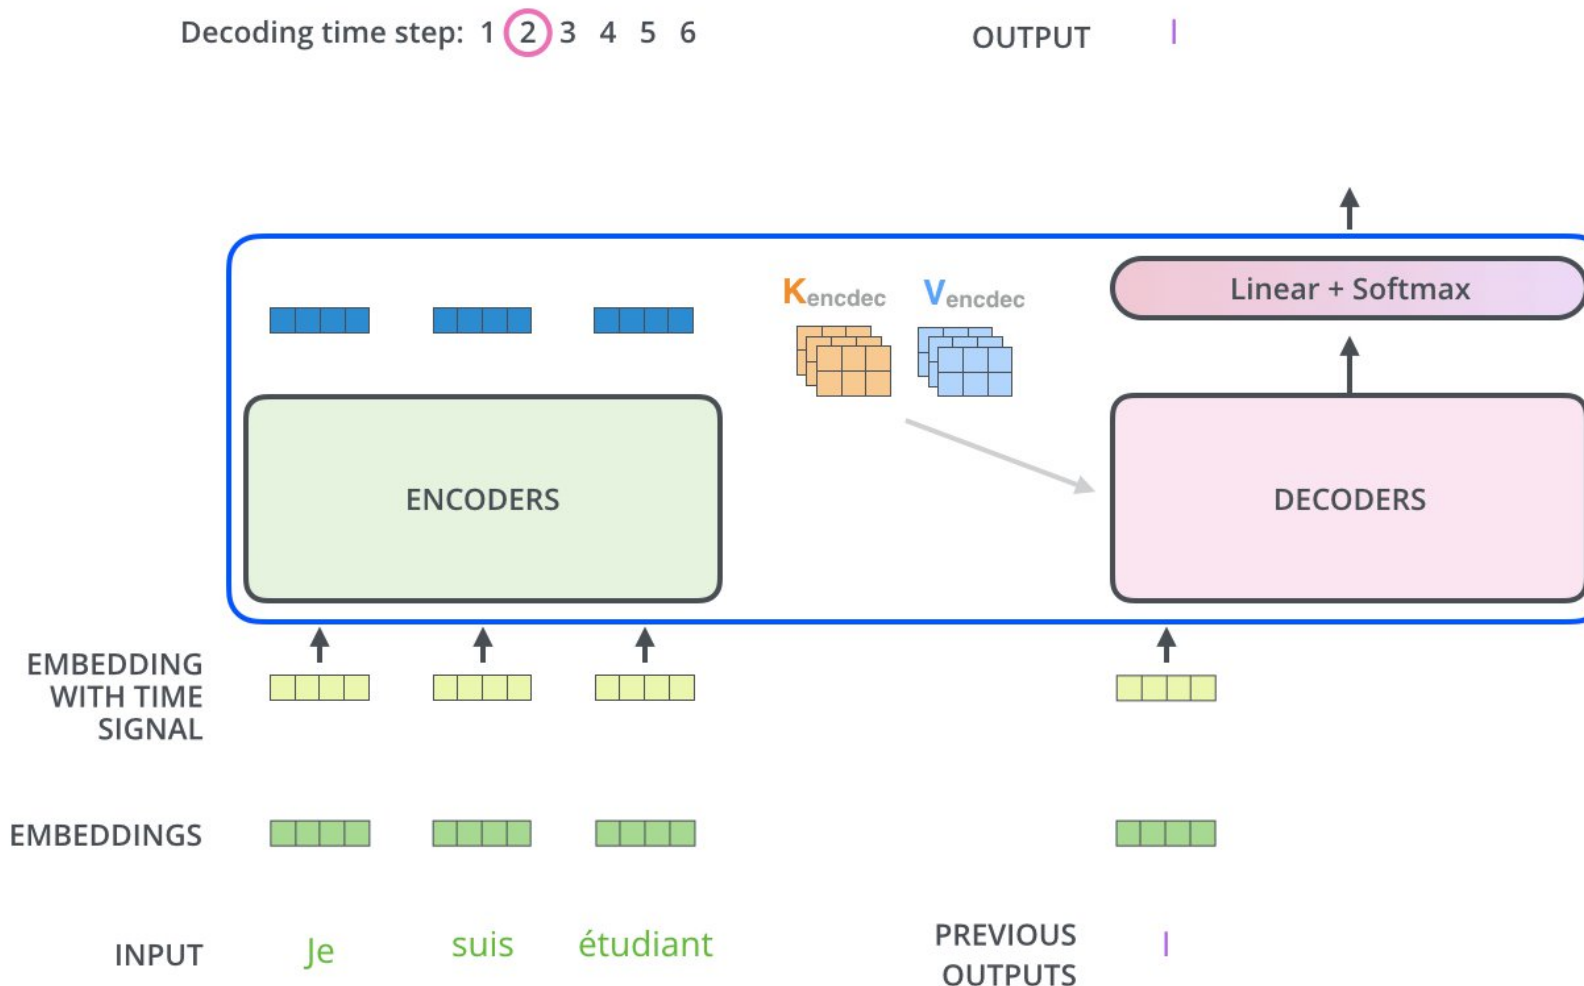 Decoding time step: 1 2 3 4 5 6
OUTPUT I
Kencdec Vencdec
Linear + Softmax
ENCODERS
DECODERS
EMBEDDING
WITH TIME
SIGNAL
EMBEDDINGS
INPUT Je suis étudiant
PREVIOUS
OUTPUTS
I